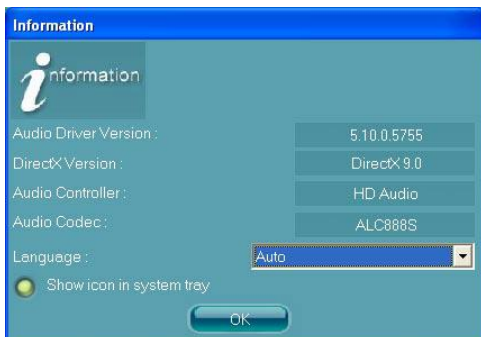 Information
information
Audio Driver Version : 5.10.0.5755
DirectX Version : DirectX 9.0
Audio Controller : HD Audio
Audio Codec : ALC888S
Language : Auto
Show icon in system tray
OK